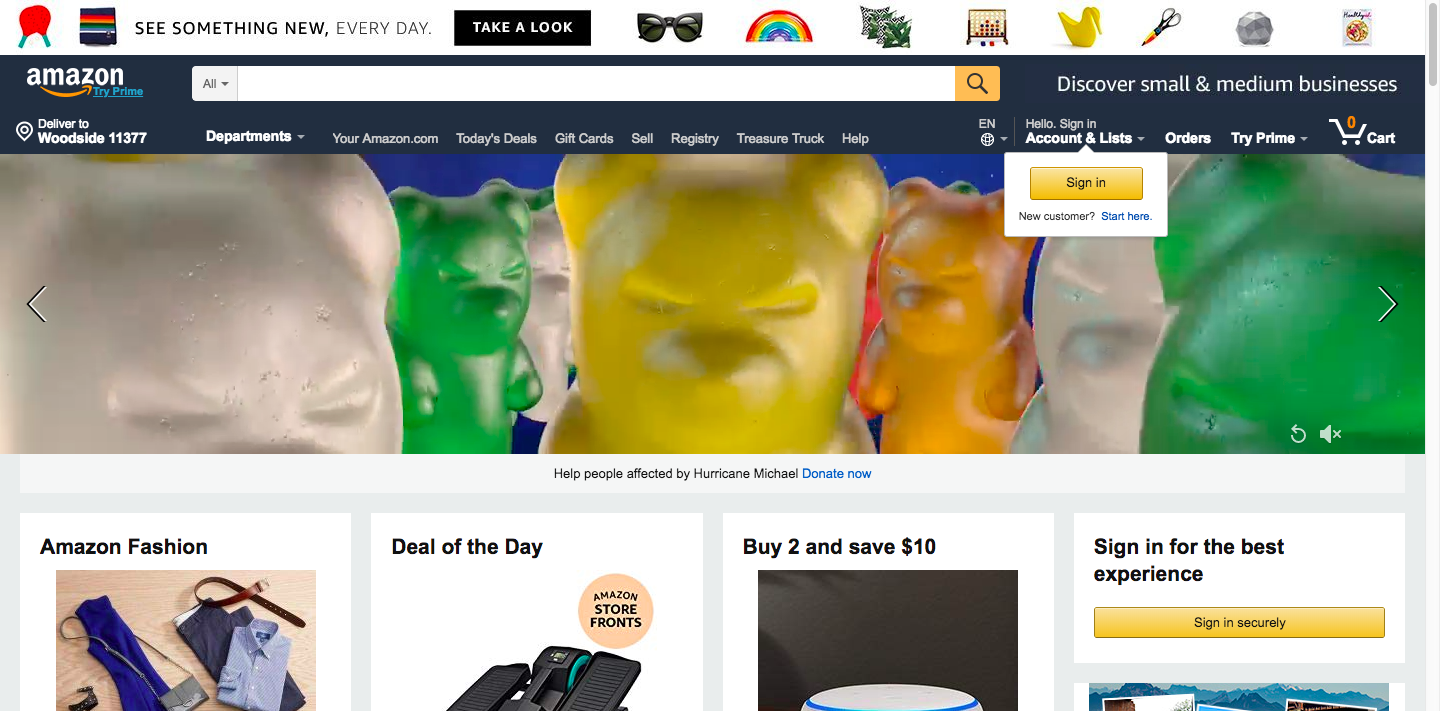 SEE SOMETHING NEW, EVERY DAY.
TAKE A LOOK
Healthyish
amazon
Try Prime
All
Discover small & medium businesses
Deliver to
Woodside 11377
Departments
Your Amazon.com
Today's Deals
Gift Cards
Sell
Registry
Treasure Truck
Help
EN
Hello. Sign in
Account & Lists
Orders
Try Prime
0
Cart
Sign in
New customer? Start here.
Help people affected by Hurricane Michael Donate now
Amazon Fashion
Deal of the Day
AMAZON
STORE
FRONTS
Buy 2 and save $10
Sign in for the best
experience
Sign in securely